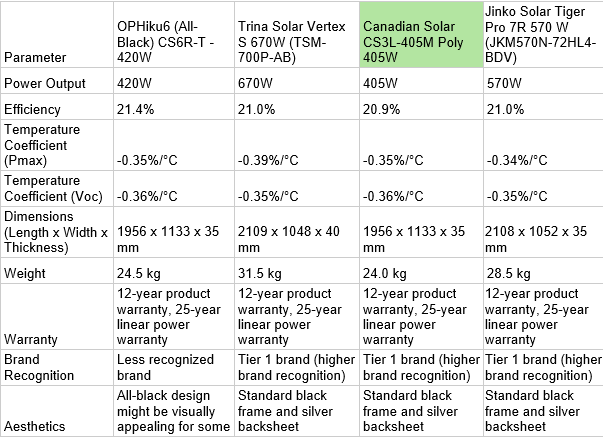 Parameter
OPHiku6 (All-
Black) CS6R-T -
420W
Trina Solar Vertex
S 670W (TSM-
700P-AB)
Canadian Solar
CS3L-405M Poly
405W
Jinko Solar Tiger
Pro 7R 570 W
(JKM570N-72HL4-
BDV)
Power Output
420W
670W
405W
570W
Efficiency
21.4%
21.0%
20.9%
21.0%
Temperature
Coefficient
(Pmax)
-0.35%/°C
-0.39%/°C
-0.35%/°C
-0.34%/°C
Temperature
Coefficient (Voc)
-0.36%/°C
-0.35%/°C
-0.36%/°C
-0.35%/°C
Dimensions
(Length x Width x
Thickness)
1956 x 1133 x 35
mm
2109 x 1048 x 40
mm
1956 x 1133 x 35
mm
2108 x 1052 x 35
mm
Weight
24.5 kg
31.5 kg
24.0 kg
28.5 kg
Warranty
12-year product
warranty, 25-year
linear power
warranty
12-year product
warranty, 25-year
linear power
warranty
12-year product
warranty, 25-year
linear power
warranty
12-year product
warranty, 25-year
linear power
warranty
Brand
Recognition
Less recognized
brand
Tier 1 brand (higher
brand recognition)
Tier 1 brand (higher
brand recognition)
Tier 1 brand (higher
brand recognition)
Aesthetics
All-black design
might be visually
appealing for some
Standard black
frame and silver
backsheet
Standard black
frame and silver
backsheet
Standard black
frame and silver
backsheet